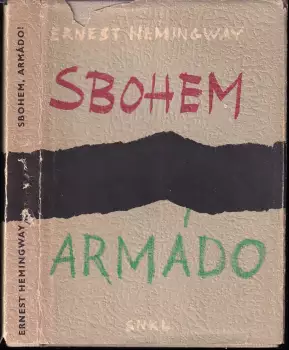 ERNEST HEMINGWAY
SBOHEM
ARMÁDO
SNKL
ERNEST HEMINGWAY SBOHEM, ARMÁDO!